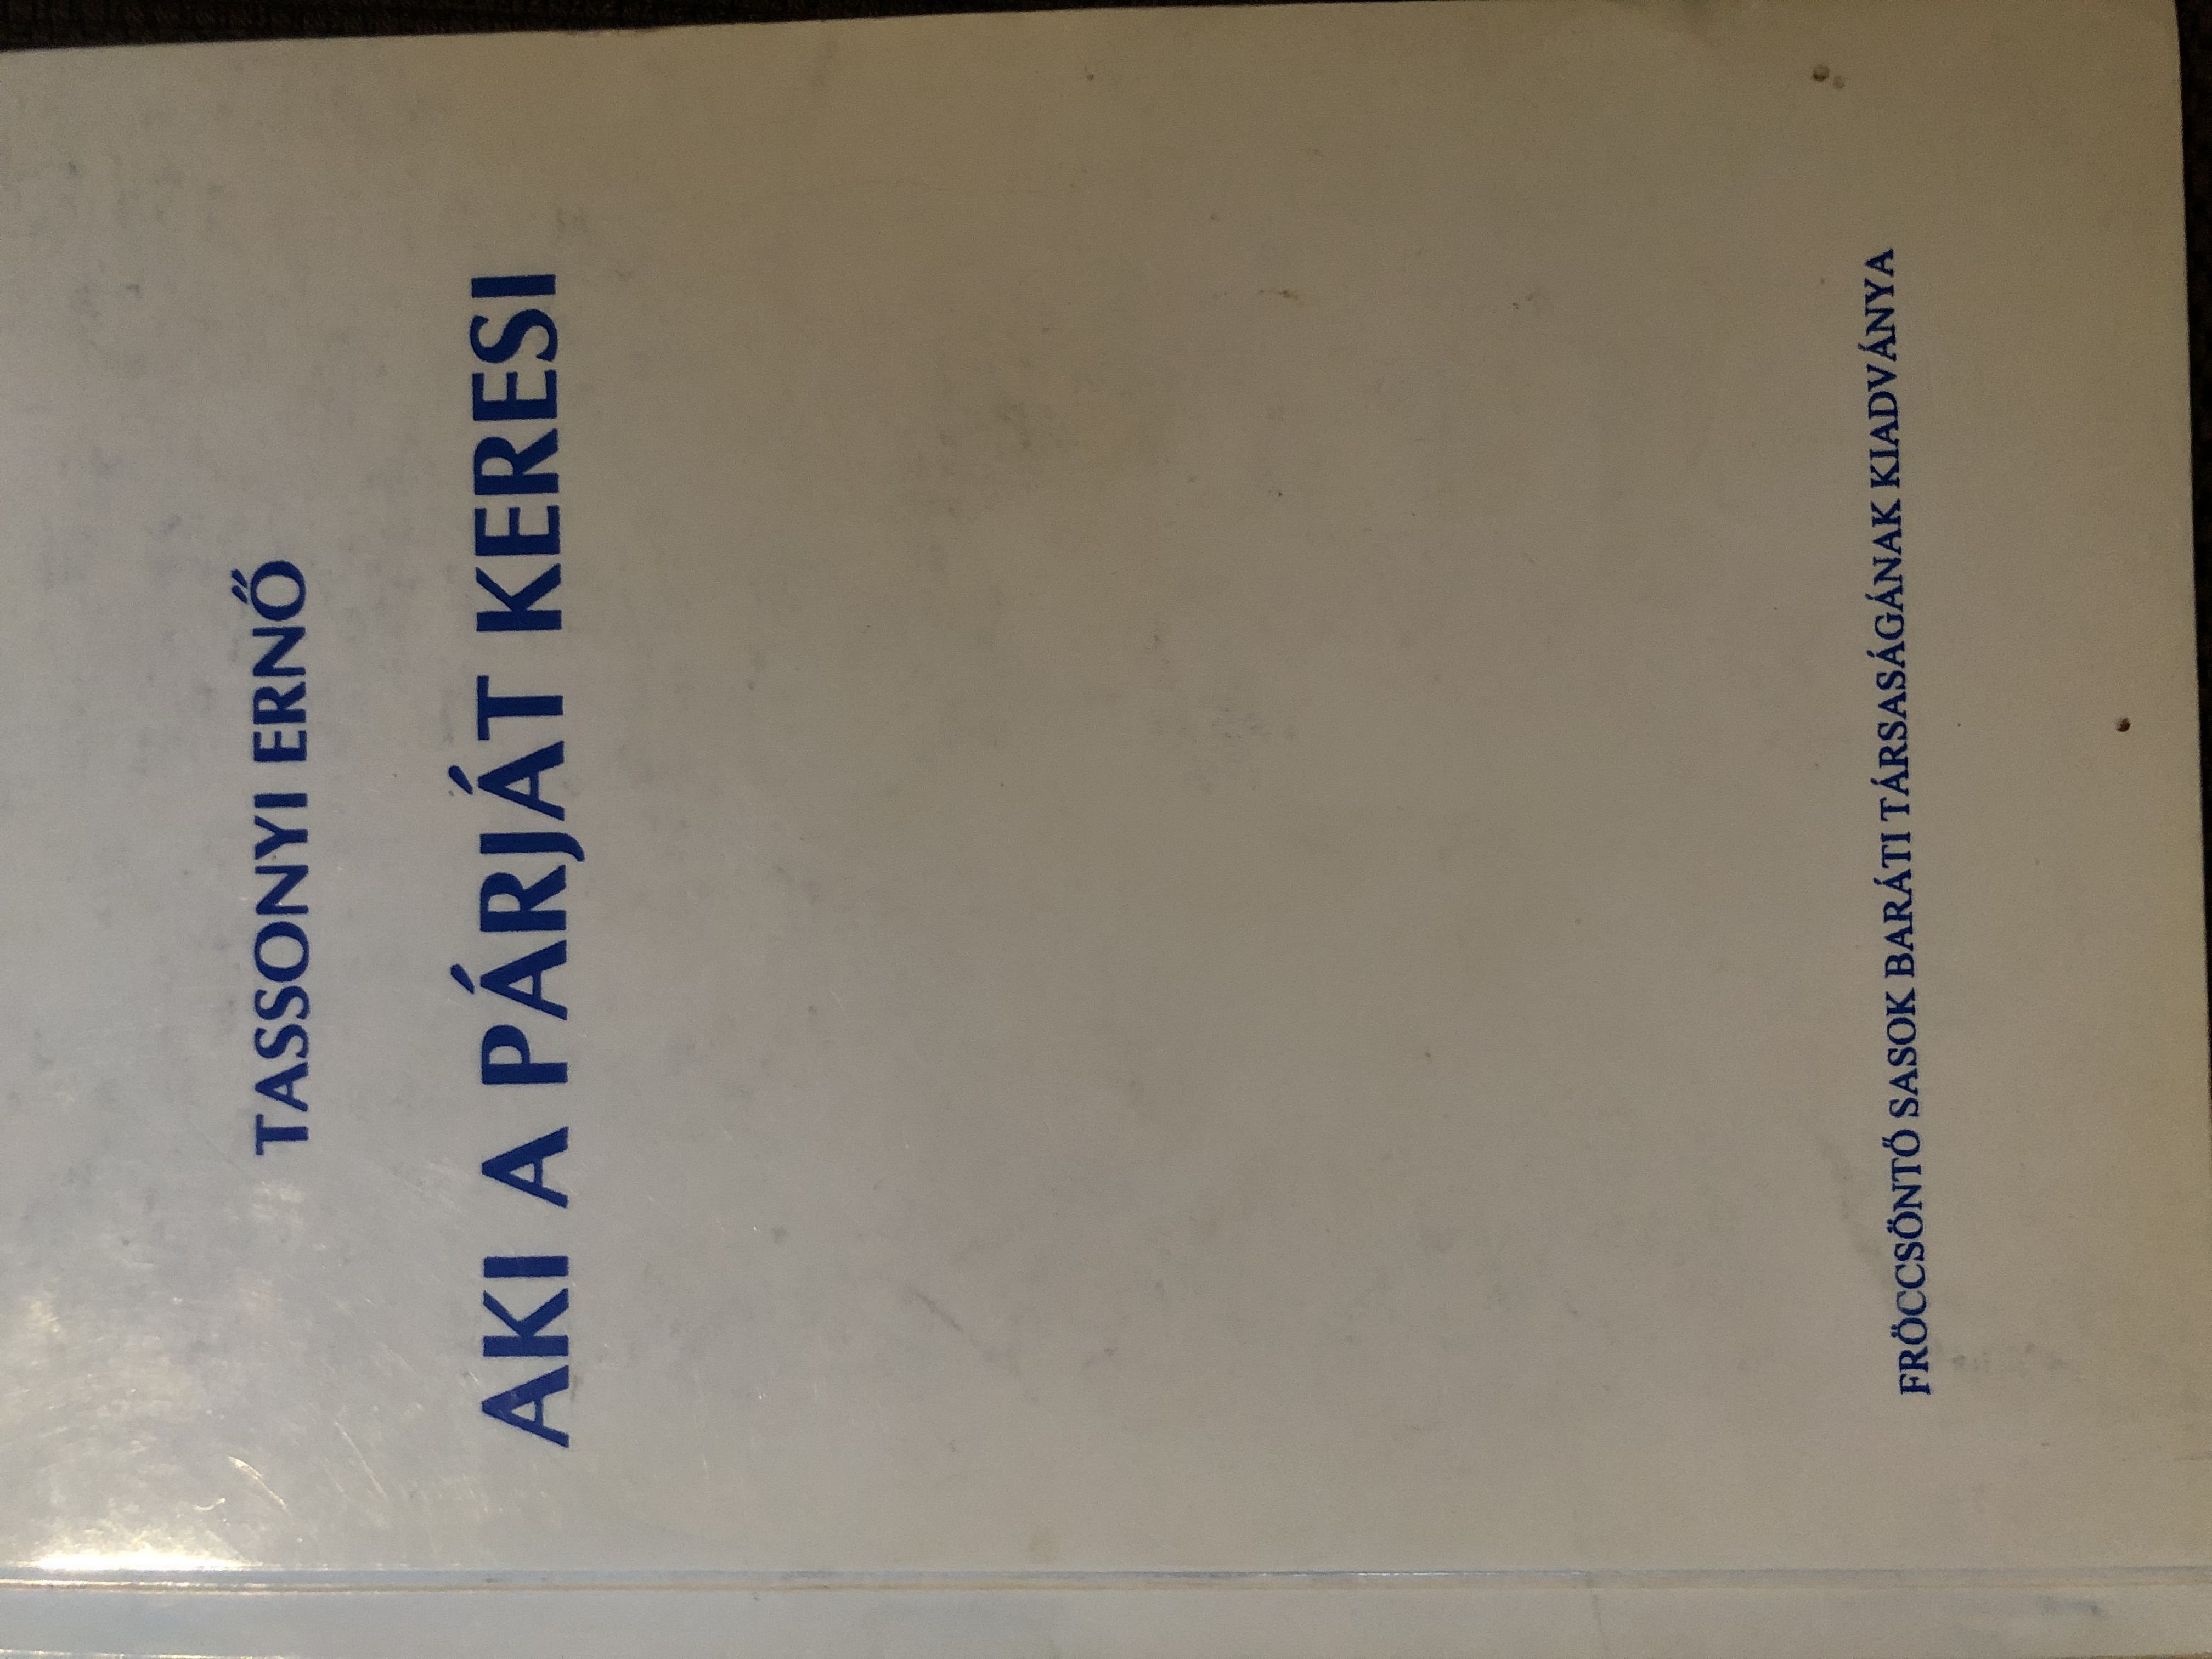 TASSONYI ERNŐ
AKI A PÁRJÁT KERESI
FRÖCCSÖNTŐ SASOK BARÁTI TÁRSASÁGÁNAK KIADVÁNYA